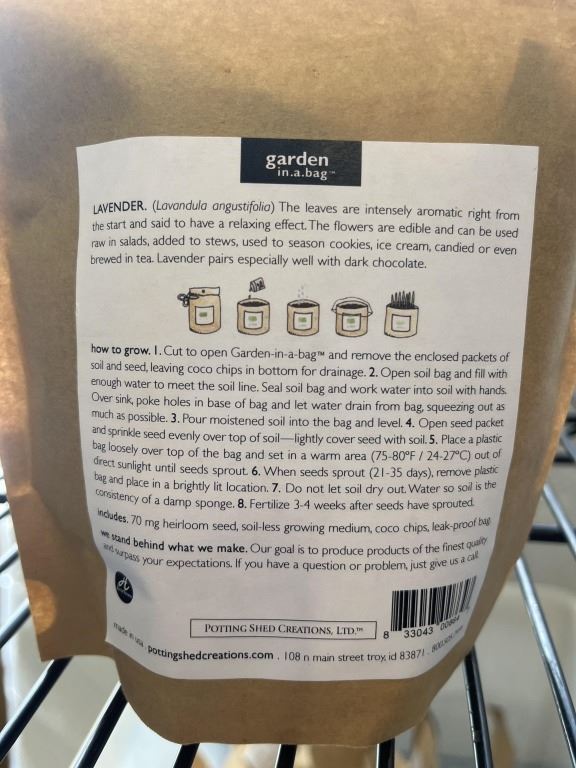 garden
in.a.bag™
LAVENDER. (Lavandula angustifolia) The leaves are intensely aromatic right from
the start and said to have a relaxing effect. The flowers are edible and can be used
raw in salads, added to stews, used to season cookies, ice cream, candied or even
brewed in tea. Lavender pairs especially well with dark chocolate.
how to grow. 1. Cut to open Garden-in-a-bag™ and remove the enclosed packets of
soil and seed, leaving coco chips in bottom for drainage. 2. Open soil bag and fill with
enough water to meet the soil line. Seal soil bag and work water into soil with hands.
Over sink, poke holes in base of bag and let water drain from bag, squeezing out as
much as possible. 3. Pour moistened soil into the bag and level. 4. Open seed packet
and sprinkle seed evenly over top of soil—lightly cover seed with soil. 5. Place a plastic
bag loosely over top of the bag and set in a warm area (75-80°F / 24-27°C) out of
direct sunlight until seeds sprout. 6. When seeds sprout (21-35 days), remove plastic
bag and place in a brightly lit location. 7. Do not let soil dry out. Water so soil is the
consistency of a damp sponge. 8. Fertilize 3-4 weeks after seeds have sprouted.
includes. 70 mg heirloom seed, soil-less growing medium, coco chips, leak-proof bag
we stand behind what we make. Our goal is to produce products of the finest quality
and surpass your expectations. If you have a question or problem, just give us a call.
POTTING SHED CREATIONS, LTD.™
8 33043
made in usa pottingshedcreations.com . 108 n main street troy, id 83871 .